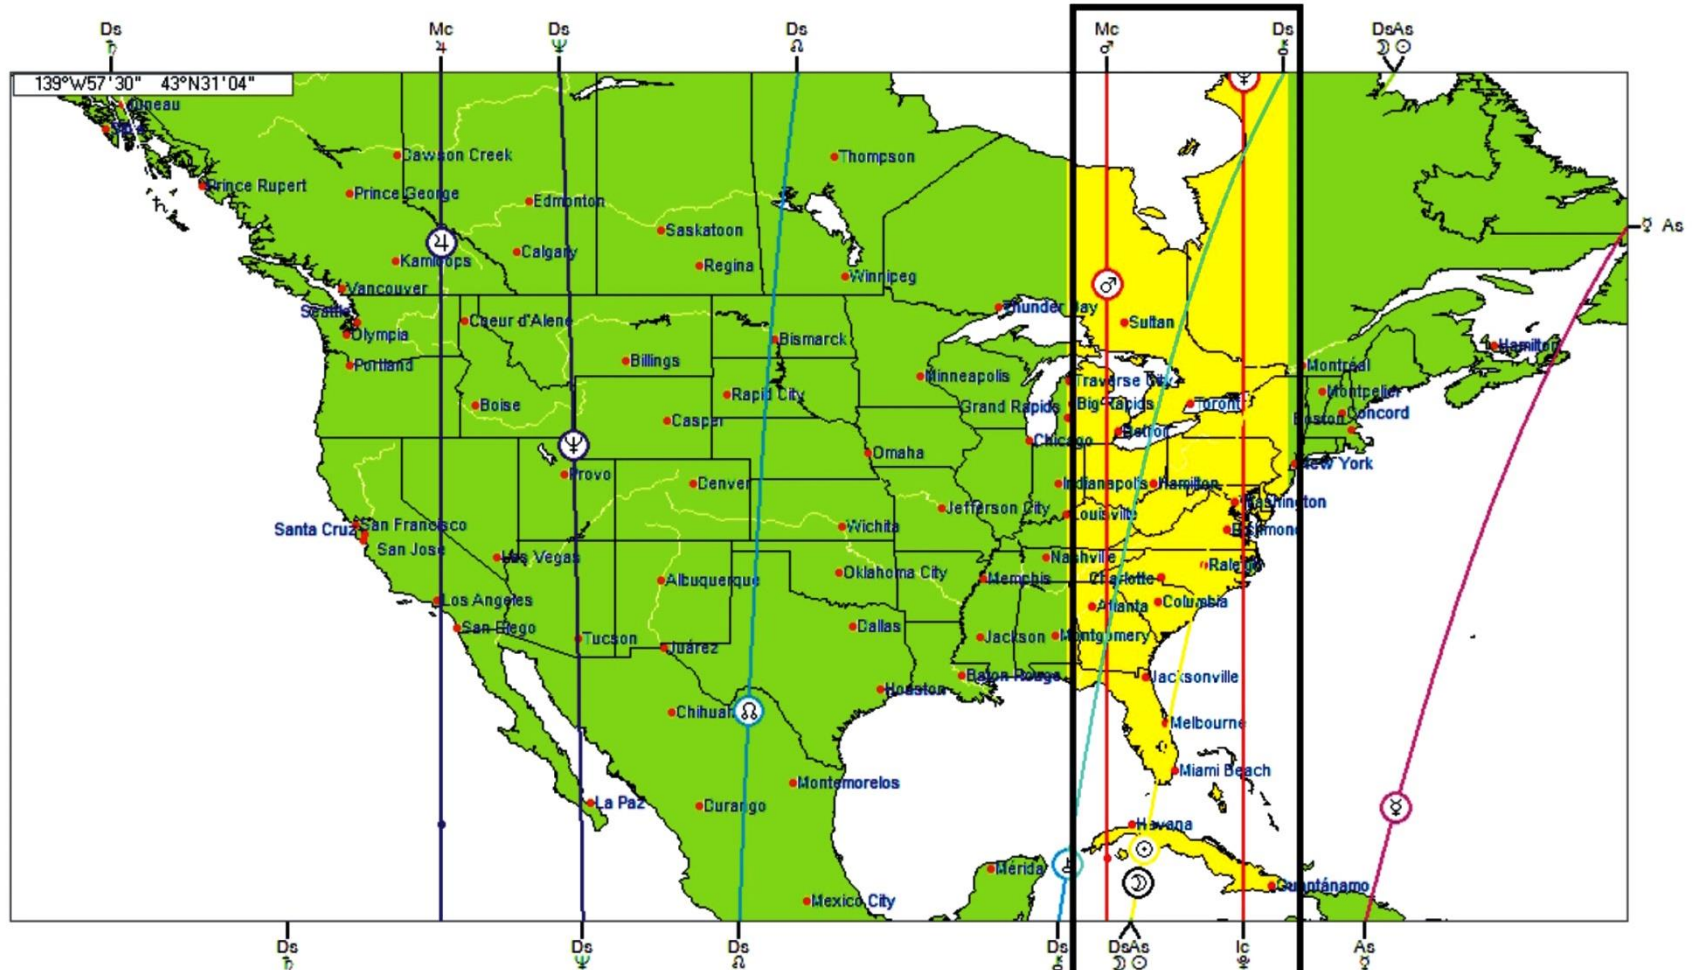 Ds Mc Ds Ds Mc Ds DsAs
♄ ♃ ♆ ☊ ♂ ⚷ ☽☉
139°W57'30" 43°N31'04"
Juneau
Thompson
Dawson Creek
Prince Rupert
Prince George
Edmonton
Saskatoon
☿ As
Calgary
Kamloops
Regina
Winnipeg
Vancouver
Seattle
Thunder Bay
Coeur d'Alene
Sultan
Olympia
Bismarck
Hamilton
Portland
Billings
Montréal
Minneapolis
Traverse City
Rapid City
Montpelier
Boise
Grand Rapids
Big Rapids
Toront
Concord
Casper
Boston
Detroit
Chicago
Omaha
New York
Provo
Denver
Indianapolis
Hamilton
Washington
Jefferson City
Louisville
San Francisco
Santa Cruz
Wichita
Richmond
San Jose
Las Vegas
Nashville
Raleigh
Albuquerque
Oklahoma City
Memphis
Charlotte
Los Angeles
Atlanta
Columbia
San Diego
Dallas
Tucson
Jackson
Montgomery
Juárez
Baton Rouge
Jacksonville
Houston
Chihuah
Melbourne
Miami Beach
Montemorelos
La Paz
Durango
Havana
Mérida
Guantánamo
Mexico City
Ds Ds Ds Ds DsAs Ic As
♄ ♆ ☊ ⚷ ☽☉ ☿